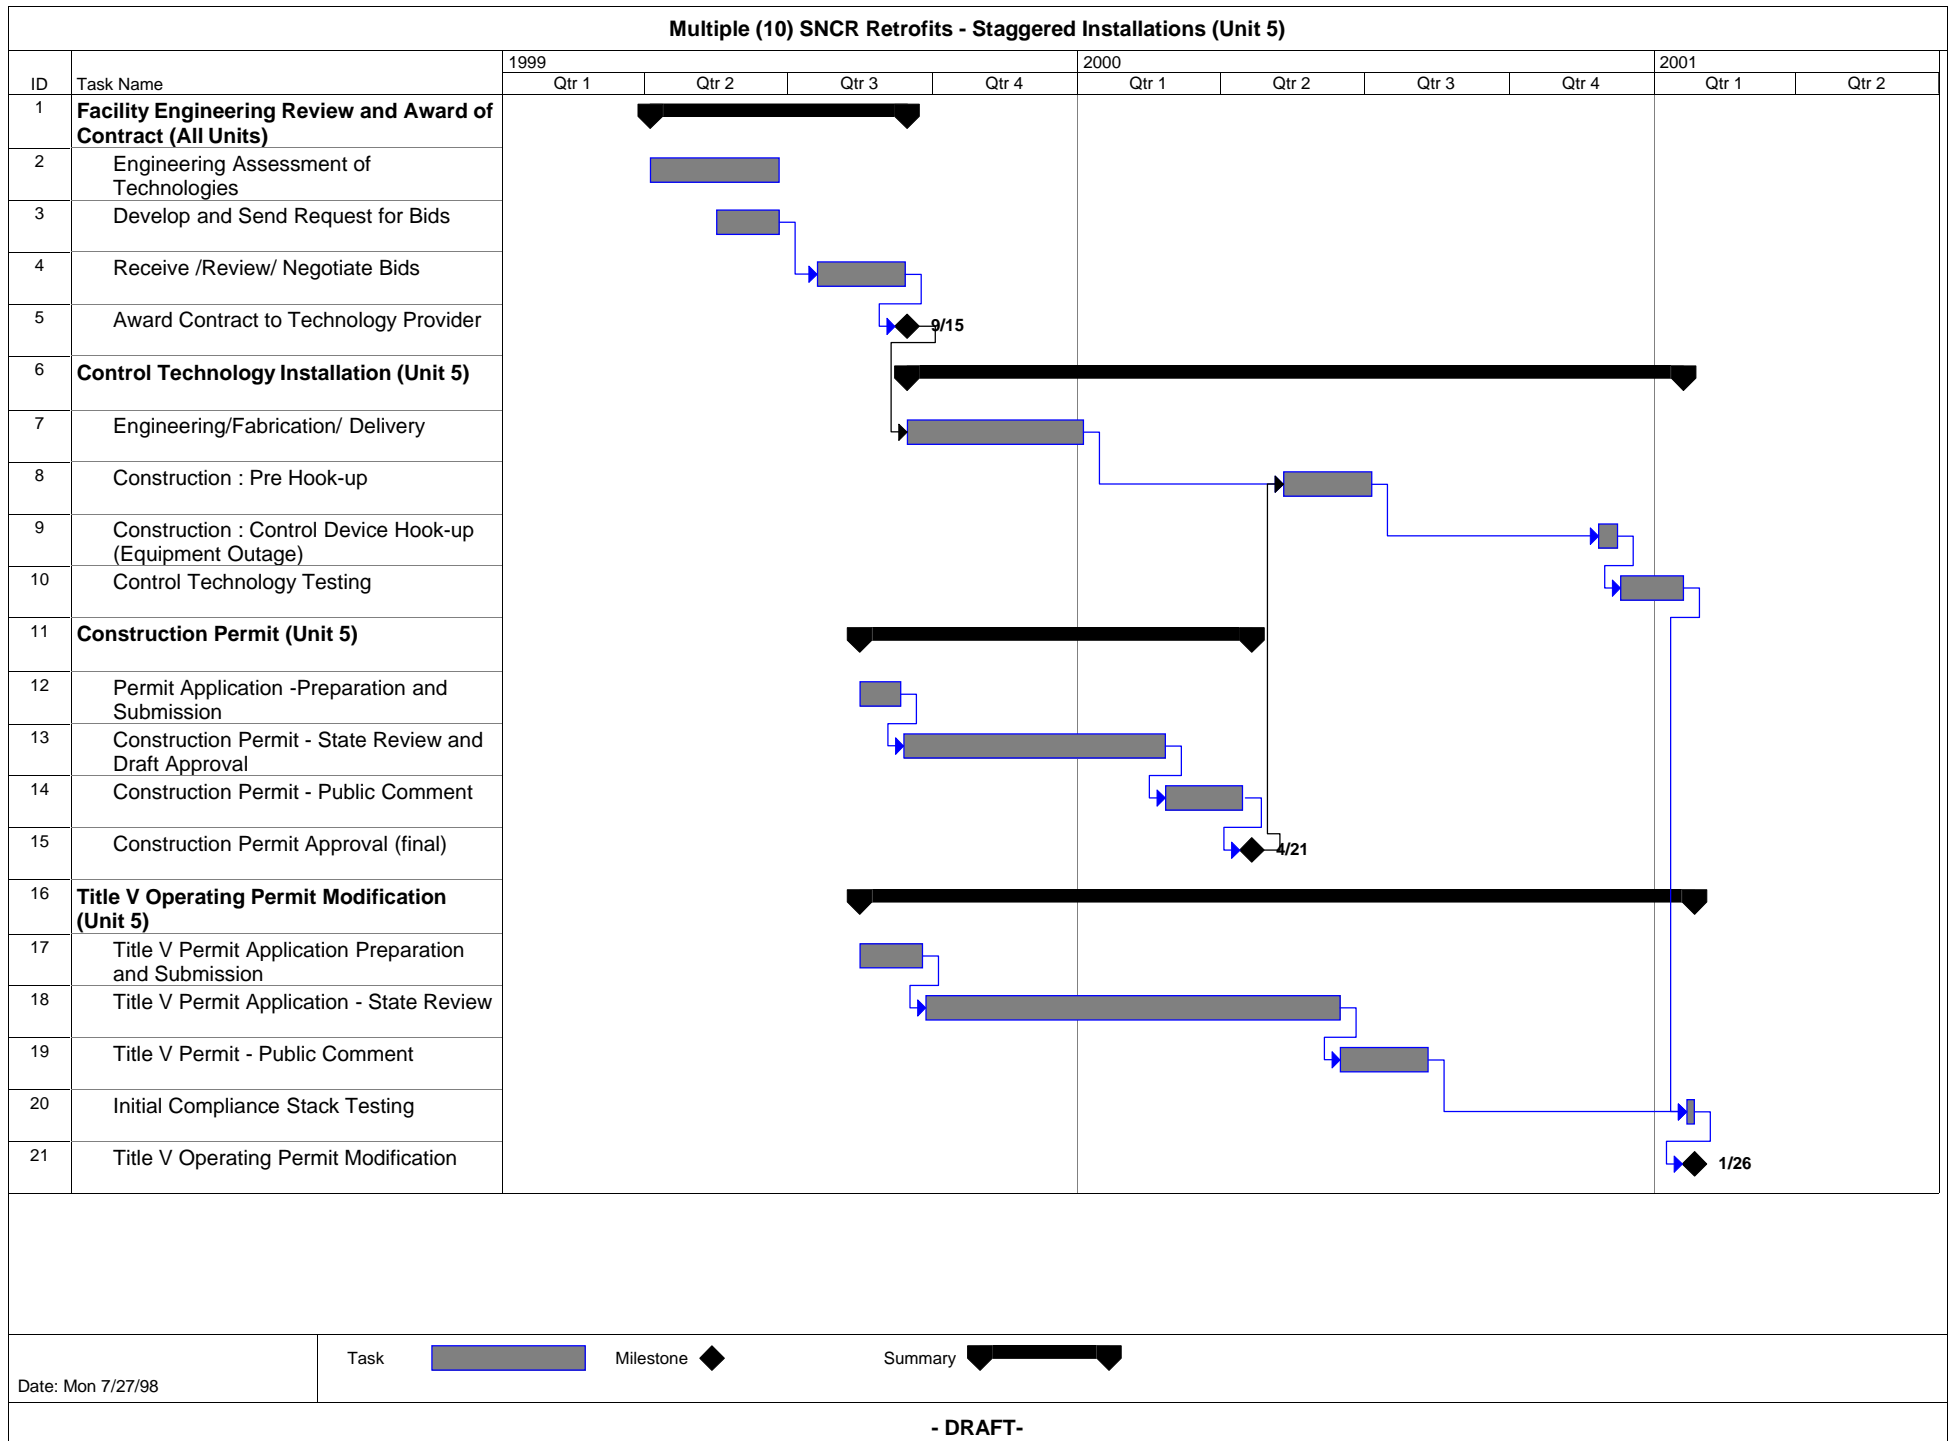 Multiple (10) SNCR Retrofits - Staggered Installations (Unit 5)
1999 2000 2001
ID Task Name Qtr 1 Qtr 2 Qtr 3 Qtr 4 Qtr 1 Qtr 2 Qtr 3 Qtr 4 Qtr 1 Qtr 2
1 Facility Engineering Review and Award of
Contract (All Units)
2 Engineering Assessment of
Technologies
3 Develop and Send Request for Bids
4 Receive /Review/ Negotiate Bids
5 Award Contract to Technology Provider 9/15
6 Control Technology Installation (Unit 5)
7 Engineering/Fabrication/ Delivery
8 Construction : Pre Hook-up
9 Construction : Control Device Hook-up
(Equipment Outage)
10 Control Technology Testing
11 Construction Permit (Unit 5)
12 Permit Application -Preparation and
Submission
13 Construction Permit - State Review and
Draft Approval
14 Construction Permit - Public Comment
15 Construction Permit Approval (final) 4/21
16 Title V Operating Permit Modification
(Unit 5)
17 Title V Permit Application Preparation
and Submission
18 Title V Permit Application - State Review
19 Title V Permit - Public Comment
20 Initial Compliance Stack Testing
21 Title V Operating Permit Modification 1/26
Task Milestone Summary
Date: Mon 7/27/98
- DRAFT-